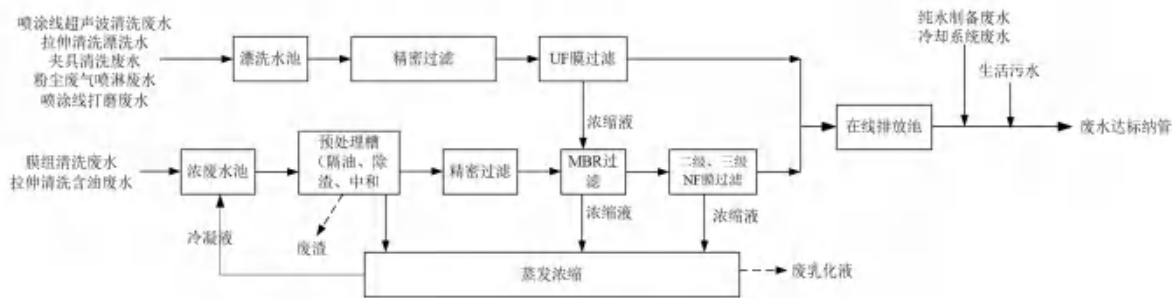 喷涂线超声波清洗废水
拉伸清洗漂洗水
夹具清洗废水
粉尘废气喷淋废水
喷涂线打磨废水
漂洗水池
精密过滤
UF膜过滤
纯水制备废水
冷却系统废水
生活污水
浓缩液
在线排放池
废水达标纳管
膜组清洗废水
拉伸清洗含油废水
浓废水池
预处理槽
（隔油、除
渣、中和
精密过滤
MBR过
滤
二级、三级
NF膜过滤
冷凝液
废渣
浓缩液
浓缩液
蒸发浓缩
废乳化液